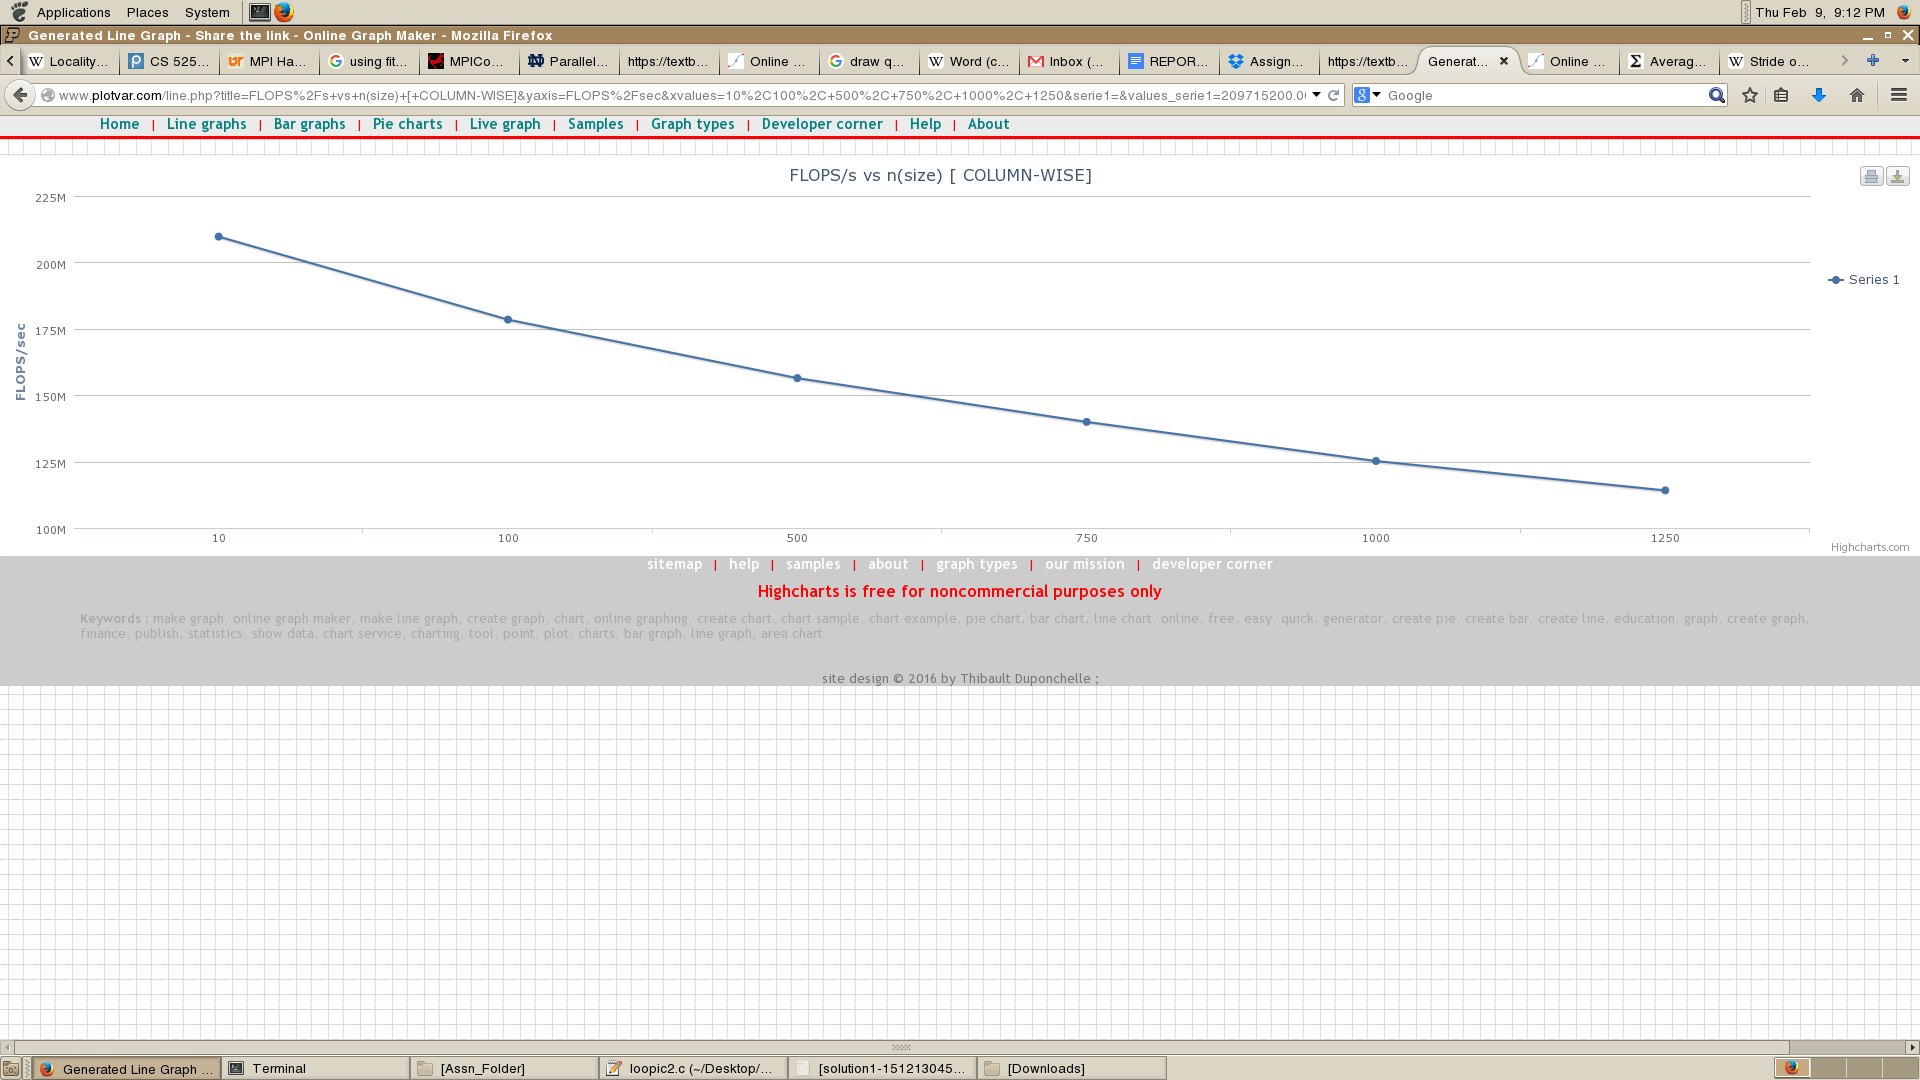 Applications Places System Thu Feb 9, 9:12 PM
Generated Line Graph - Share the link - Online Graph Maker - Mozilla Firefox
Locality... CS 525... MPI Ha... using fit... MPICo... Parallel... https://textb... Online ... draw q... Word (c... Inbox (... REPOR... Assign... https://textb... Generat... Online ... Averag... Stride o...
www.plotvar.com/line.php?title=FLOPS%2Fs+vs+n(size)+[+COLUMN-WISE]&yaxis=FLOPS%2Fsec&xvalues=10%2C100%2C+500%2C+750%2C+1000%2C+1250&serie1=&values_serie1=209715200.0 Google
Home | Line graphs | Bar graphs | Pie charts | Live graph | Samples | Graph types | Developer corner | Help | About
FLOPS/s vs n(size) [ COLUMN-WISE]
225M
200M
175M
150M
125M
100M
FLOPS/sec
Series 1
10 100 500 750 1000 1250
Highcharts.com
sitemap | help | samples | about | graph types | our mission | developer corner
Highcharts is free for noncommercial purposes only
Keywords : make graph, online graph maker, make line graph, create graph, chart, online graphing, create chart, chart sample, chart example, pie chart, bar chart, line chart, online, free, easy, quick, generator, create pie, create bar, create line, education, graph, create graph,
finance, publish, statistics, show data, chart service, charting, tool, point, plot, charts, bar graph, line graph, area chart
site design © 2016 by Thibault Duponchelle ;
Generated Line Graph ... Terminal [Assn_Folder] loopic2.c (~/Desktop/... [solution1-151213045... [Downloads]